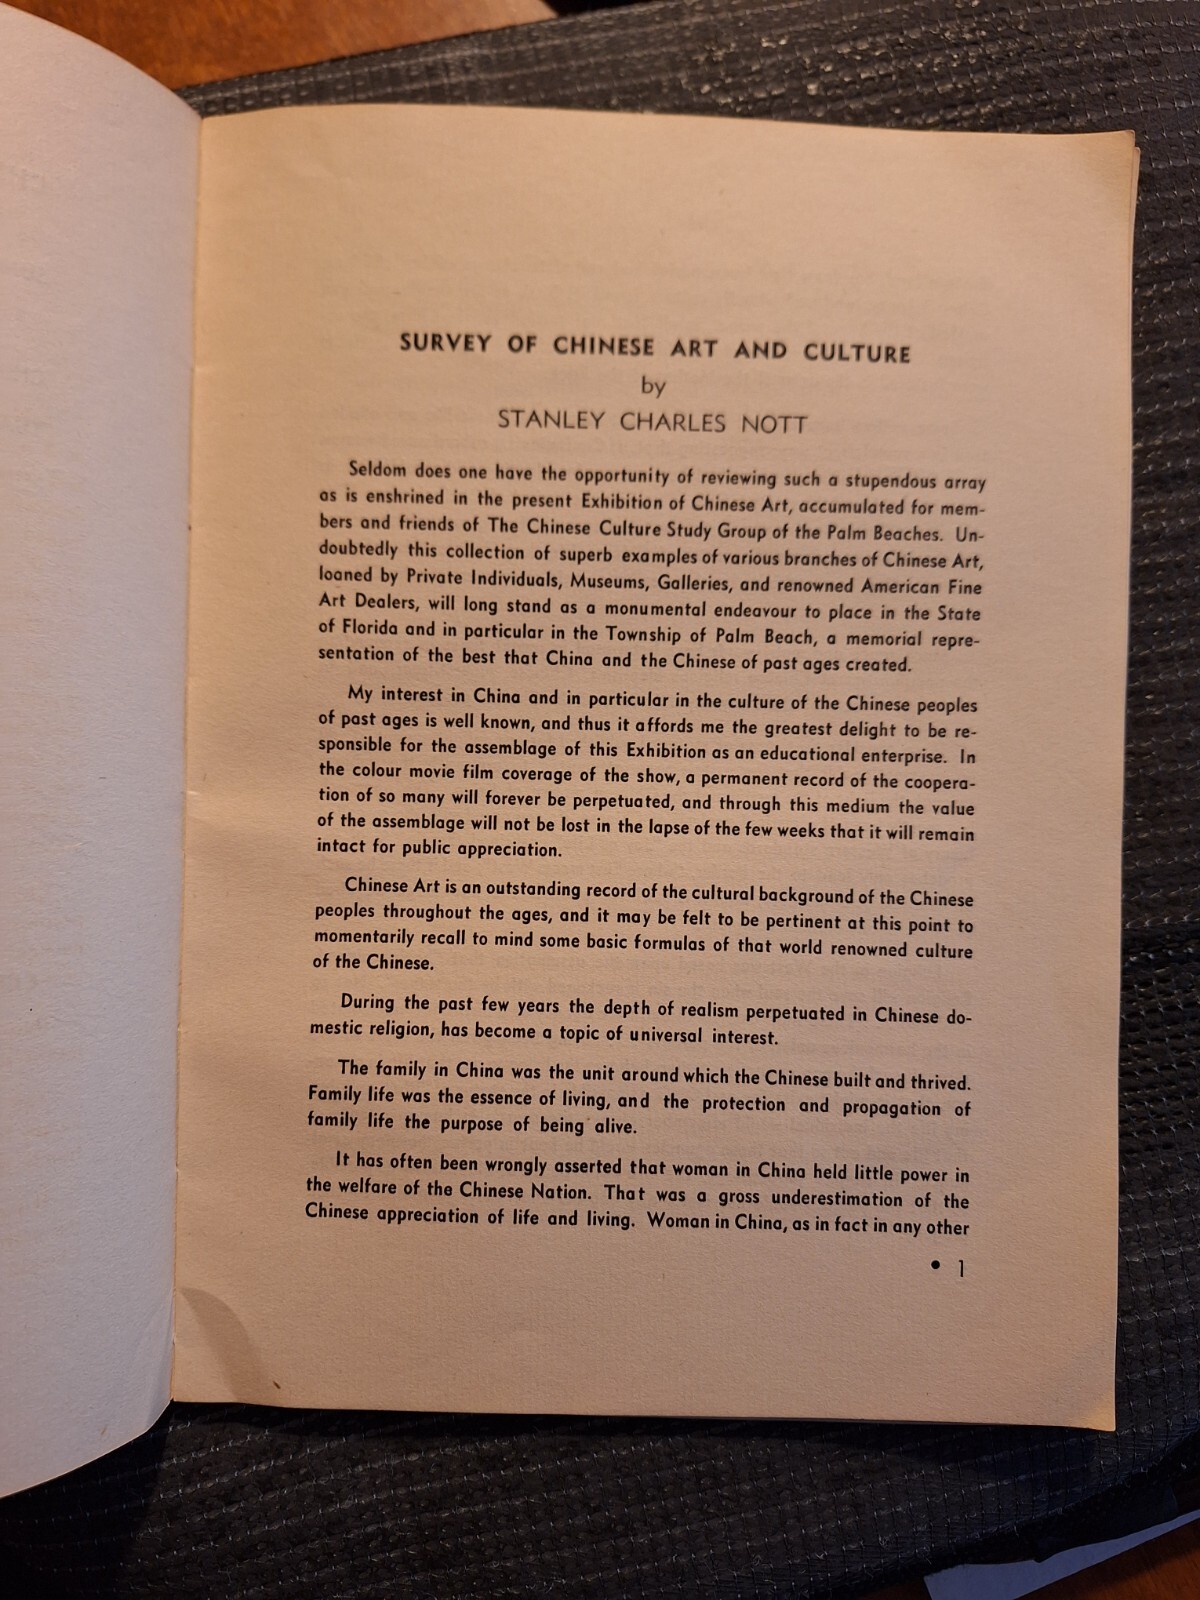 SURVEY OF CHINESE ART AND CULTURE
by
STANLEY CHARLES NOTT
Seldom does one have the opportunity of reviewing such a stupendous array
as is enshrined in the present Exhibition of Chinese Art, accumulated for mem-
bers and friends of The Chinese Culture Study Group of the Palm Beaches. Un-
doubtedly this collection of superb examples of various branches of Chinese Art,
loaned by Private Individuals, Museums, Galleries, and renowned American Fine
Art Dealers, will long stand as a monumental endeavour to place in the State
of Florida and in particular in the Township of Palm Beach, a memorial repre-
sentation of the best that China and the Chinese of past ages created.
My interest in China and in particular in the culture of the Chinese peoples
of past ages is well known, and thus it affords me the greatest delight to be re-
sponsible for the assemblage of this Exhibition as an educational enterprise. In
the colour movie film coverage of the show, a permanent record of the coopera-
tion of so many will forever be perpetuated, and through this medium the value
of the assemblage will not be lost in the lapse of the few weeks that it will remain
intact for public appreciation.
Chinese Art is an outstanding record of the cultural background of the Chinese
peoples throughout the ages, and it may be felt to be pertinent at this point to
momentarily recall to mind some basic formulas of that world renowned culture
of the Chinese.
During the past few years the depth of realism perpetuated in Chinese do-
mestic religion, has become a topic of universal interest.
The family in China was the unit around which the Chinese built and thrived.
Family life was the essence of living, and the protection and propagation of
family life the purpose of being alive.
It has often been wrongly asserted that woman in China held little power in
the welfare of the Chinese Nation. That was a gross underestimation of the
Chinese appreciation of life and living. Woman in China, as in fact in any other
• 1